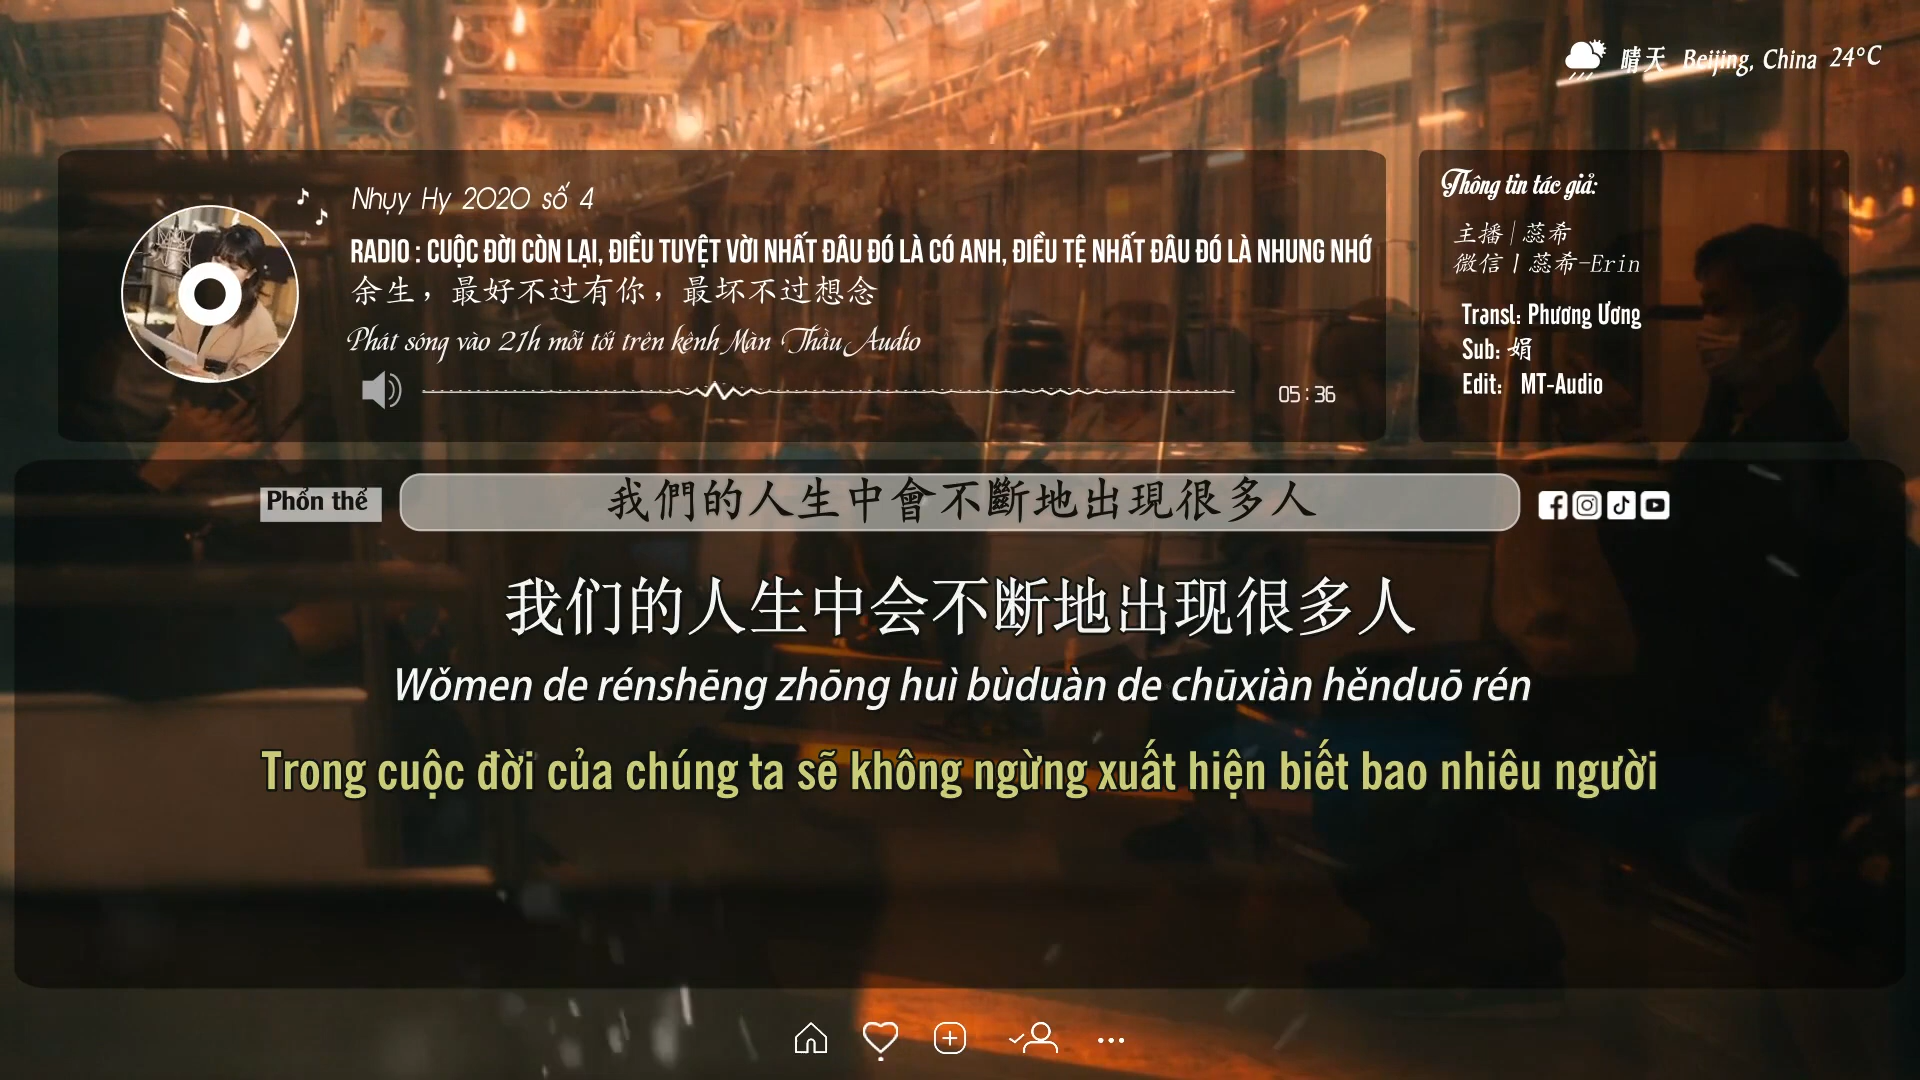 晴天 Beijing, China 24°C
Nhụy Hy 2020 số 4
RADIO : CUỘC ĐỜI CÒN LẠI, ĐIỀU TUYỆT VỜI NHẤT ĐÂU ĐÓ LÀ CÓ ANH, ĐIỀU TỆ NHẤT ĐÂU ĐÓ LÀ NHUNG NHỚ
余生，最好不过有你，最坏不过想念
Phát sóng vào 21h mỗi tối trên kênh Màn Thầu Audio
05:36
Thông tin tác giả:
主播|蕊希
微信丨蕊希-Erin
Transl: Phương Ương
Sub: 娟
Edit: MT-Audio
Phồn thể
我們的人生中會不斷地出現很多人
我们的人生中会不断地出现很多人
Wǒmen de rénshēng zhōng huì bùduàn de chūxiàn hěnduō rén
Trong cuộc đời của chúng ta sẽ không ngừng xuất hiện biết bao nhiêu người